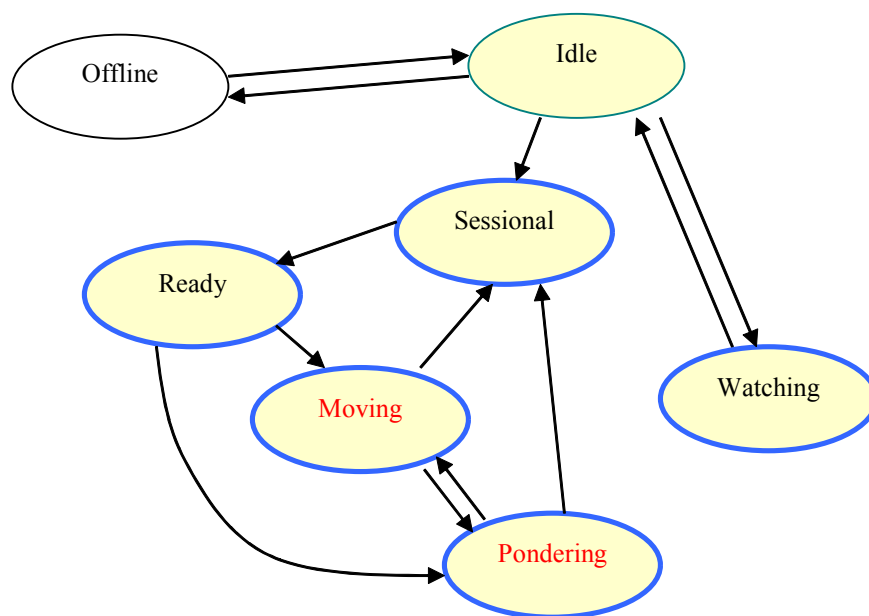 Idle
Offline
Sessional
Ready
Watching
Moving
Pondering